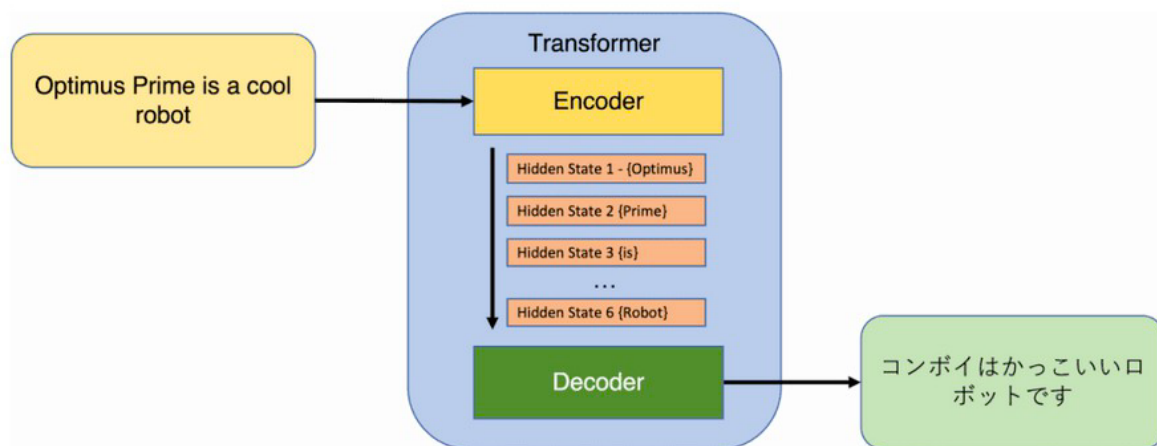 Transformer
Optimus Prime is a cool
robot
Encoder
Hidden State 1 - {Optimus}
Hidden State 2 {Prime}
Hidden State 3 {is}
...
Hidden State 6 {Robot}
Decoder
コンボイはかっこいいロ
ボットです